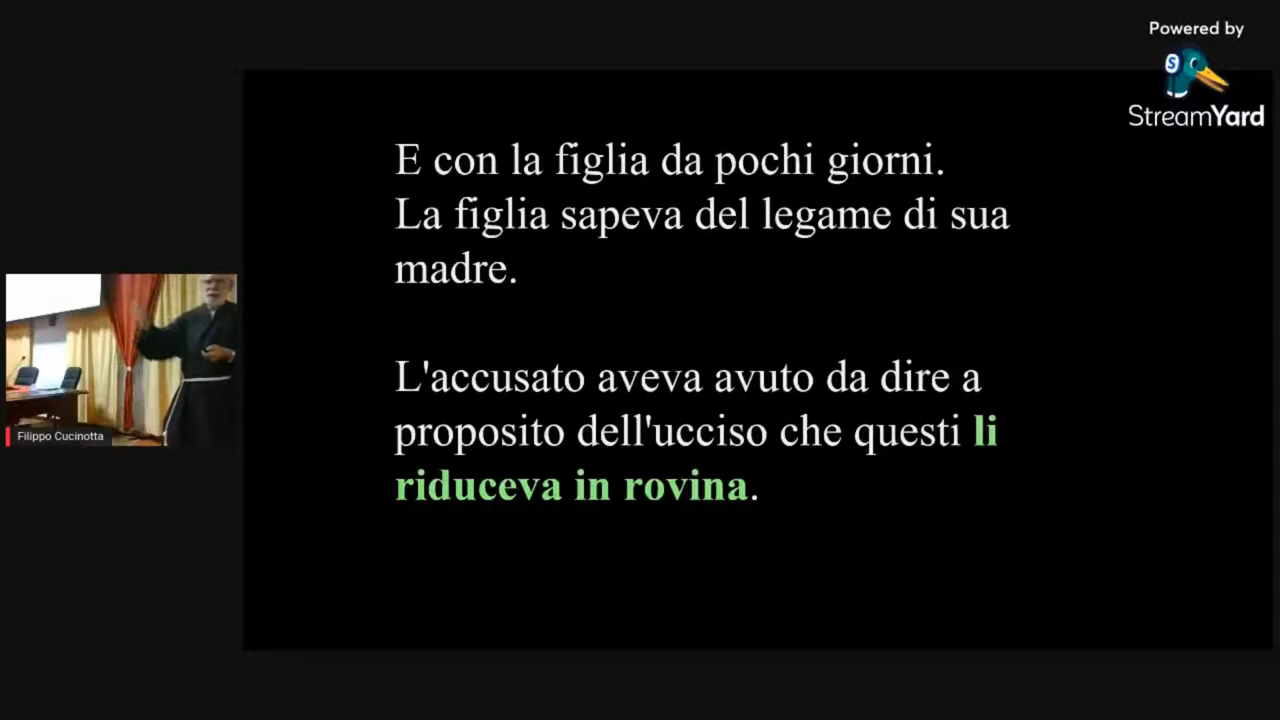 Powered by
StreamYard
E con la figlia da pochi giorni.
La figlia sapeva del legame di sua
madre.
L'accusato aveva avuto da dire a
proposito dell'ucciso che questi li
riduceva in rovina.
Filippo Cucinotta